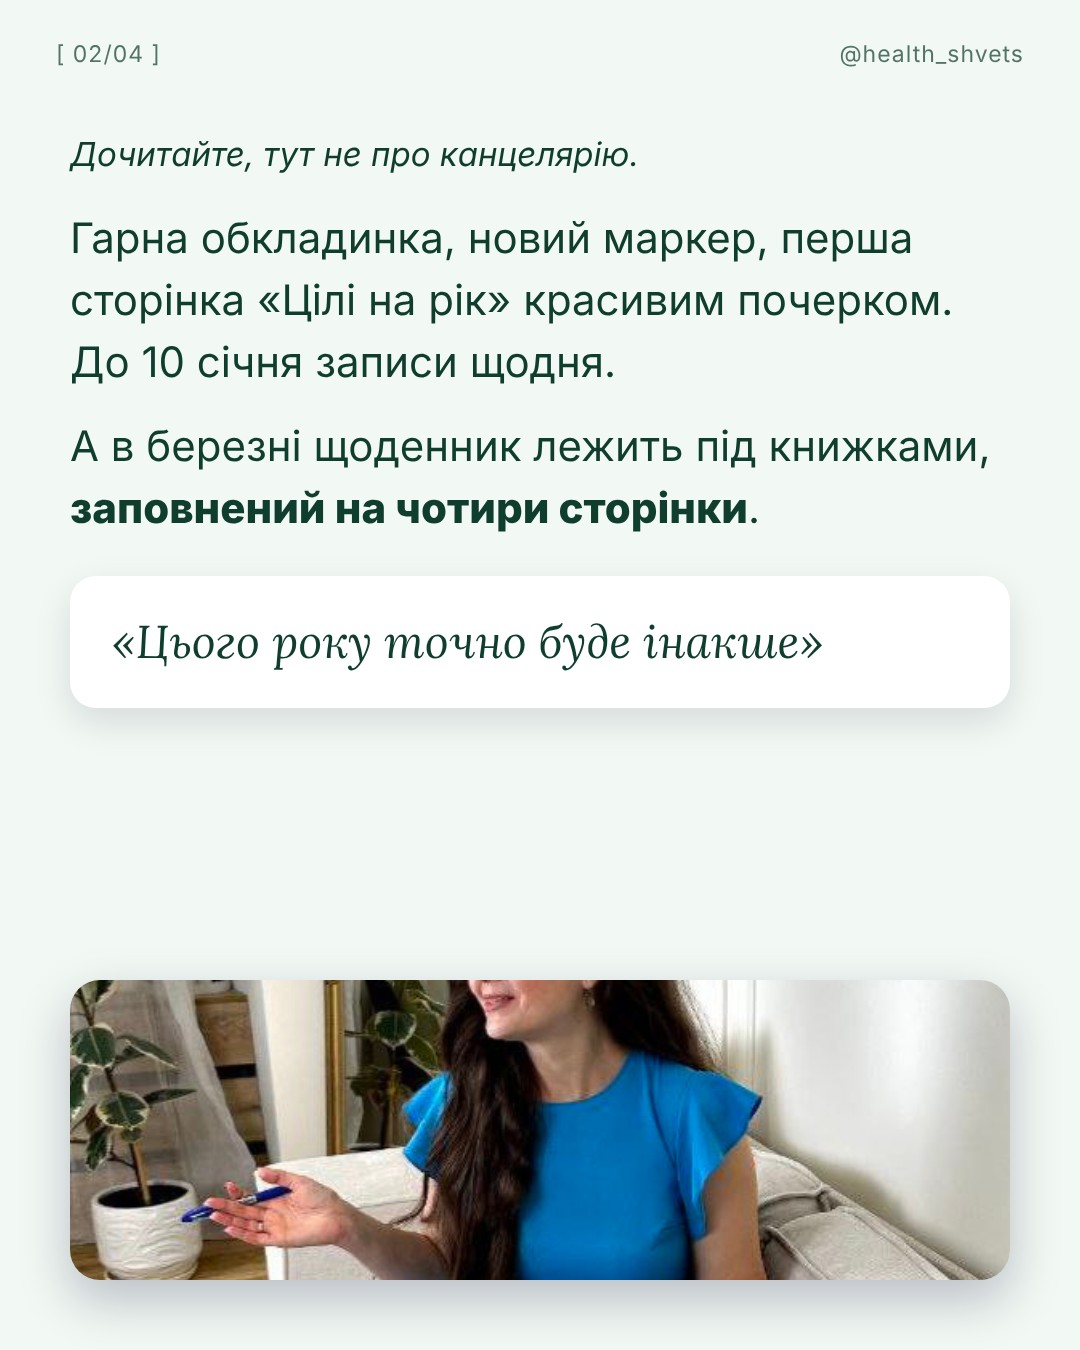 [ 02/04 ]
@health_shvets
Дочитайте, тут не про канцелярію.
Гарна обкладинка, новий маркер, перша
сторінка «Цілі на рік» красивим почерком.
До 10 січня записи щодня.
А в березні щоденник лежить під книжками,
заповнений на чотири сторінки.
«Цього року точно буде інакше»